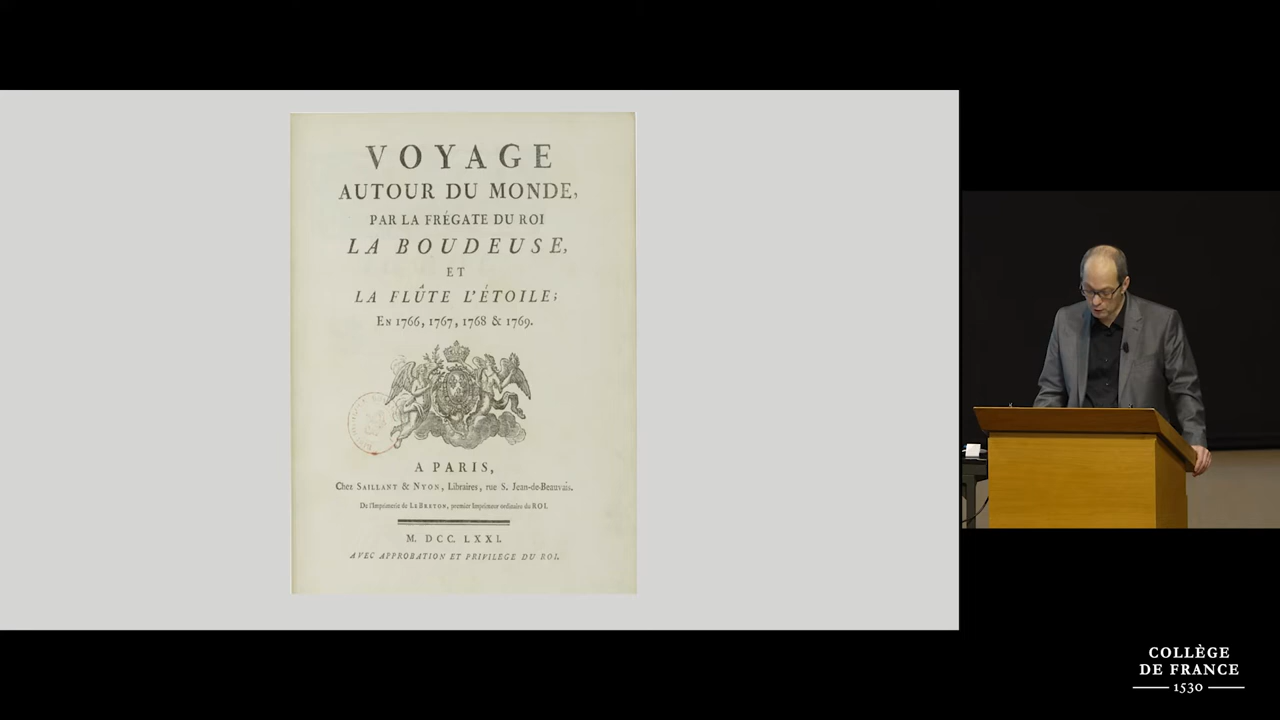 VOYAGE
AUTOUR DU MONDE,
PAR LA FRÉGATE DU ROI
LA BOUDEUSE,
ET
LA FLÛTE L'ÉTOILE;
EN 1766, 1767, 1768 & 1769.
A PARIS,
Chez SAILLANT & NYON, Libraires, rue S. Jean-de-Beauvais.
De l'Imprimerie de LE BRETON, premier Imprimeur ordinaire du ROI.
M. DCC. LXXI.
AVEC APPROBATION ET PRIVILEGE DU ROI.
COLLÈGE
DE FRANCE
1530